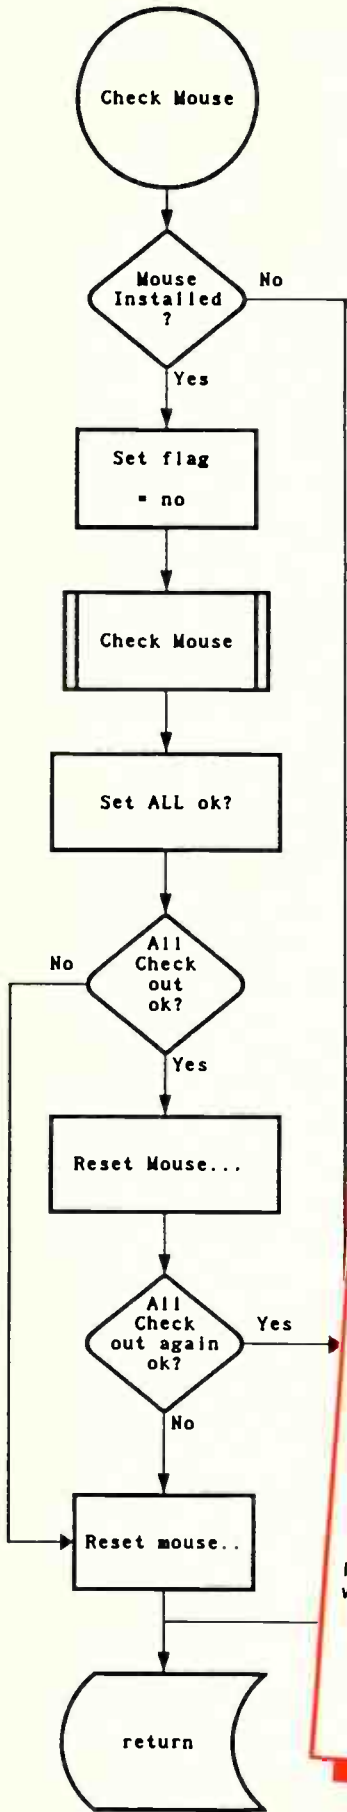 Check Mouse
Mouse
Installed
?
No
Yes
Set flag
= no
Check Mouse
Set ALL ok?
All
Check
out
ok?
No
Yes
Reset Mouse...
All
Check
out again
ok?
Yes
No
Reset mouse..
return